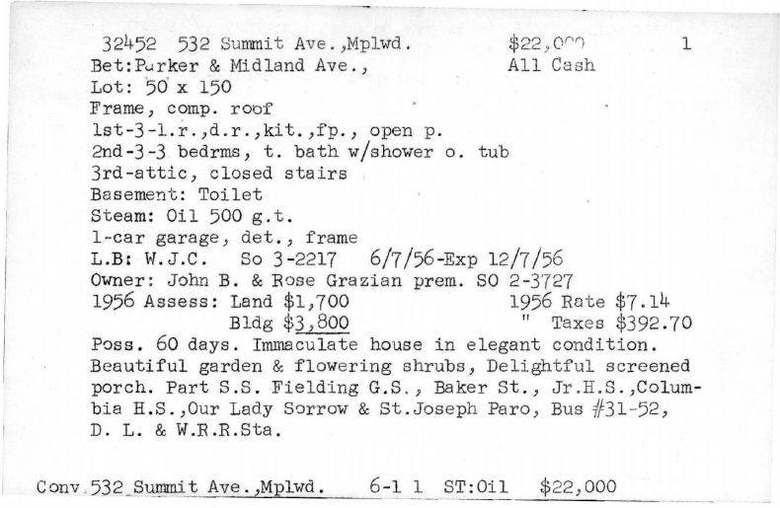 32452 532 Summit Ave.,Mplwd. $22,000 1
Bet:Parker & Midland Ave., All Cash
Lot: 50 x 150
Frame, comp. roof
1st-3-l.r.,d.r.,kit.,fp., open p.
2nd-3-3 bedrms, t. bath w/shower o. tub
3rd-attic, closed stairs
Basement: Toilet
Steam: Oil 500 g.t.
1-car garage, det., frame
L.B: W.J.C. So 3-2217 6/7/56-Exp 12/7/56
Owner: John B. & Rose Grazian prem. SO 2-3727
1956 Assess: Land $1,700 1956 Rate $7.14
Bldg $3,800 " Taxes $392.70
Poss. 60 days. Immaculate house in elegant condition.
Beautiful garden & flowering shrubs, Delightful screened
porch. Part S.S. Fielding G.S., Baker St., Jr.H.S.,Colum-
bia H.S.,Our Lady Sorrow & St.Joseph Paro, Bus #31-52,
D. L. & W.R.R.Sta.
Conv.532 Summit Ave.,Mplwd. 6-1 1 ST:Oil $22,000